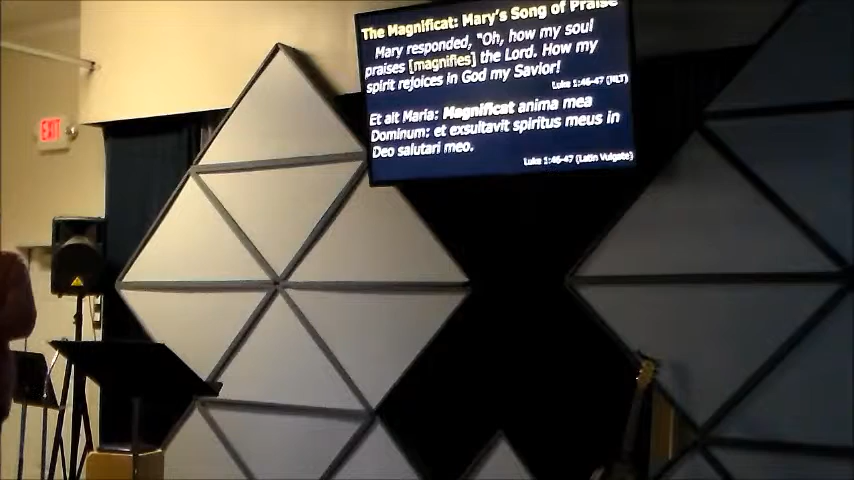 The Magnificat: Mary's Song of Praise
Mary responded, "Oh, how my soul
praises [magnifies] the Lord. How my
spirit rejoices in God my Savior!
Luke 1:46-47 (NLT)
Et ait Maria: Magnificat anima mea
Dominum: et exsultavit spiritus meus in
Deo salutari meo.
Luke 1:46-47 (Latin Vulgate)
EXIT